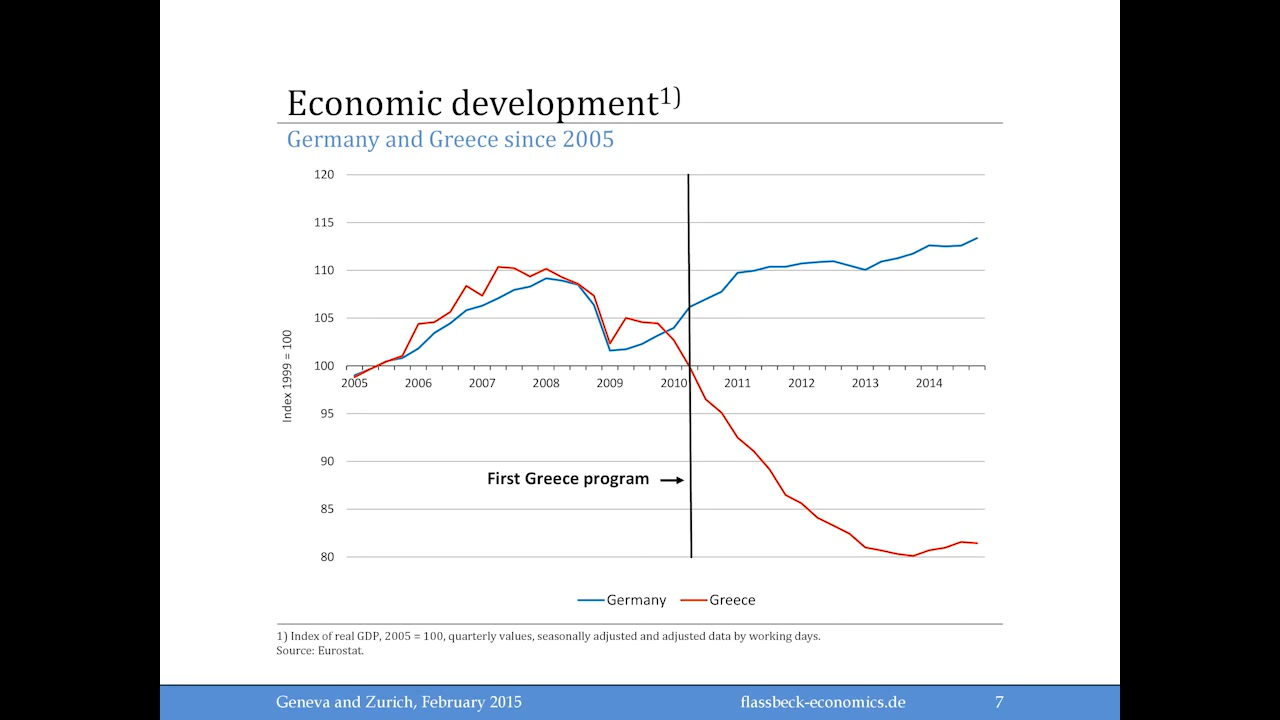 Economic development1)
Germany and Greece since 2005
120
115
110
105
100
95
90
85
80
Index 1999 = 100
2005 2006 2007 2008 2009 2010 2011 2012 2013 2014
First Greece program
Germany Greece
1) Index of real GDP, 2005 = 100, quarterly values, seasonally adjusted and adjusted data by working days.
Source: Eurostat.
Geneva and Zurich, February 2015 flassbeck-economics.de 7